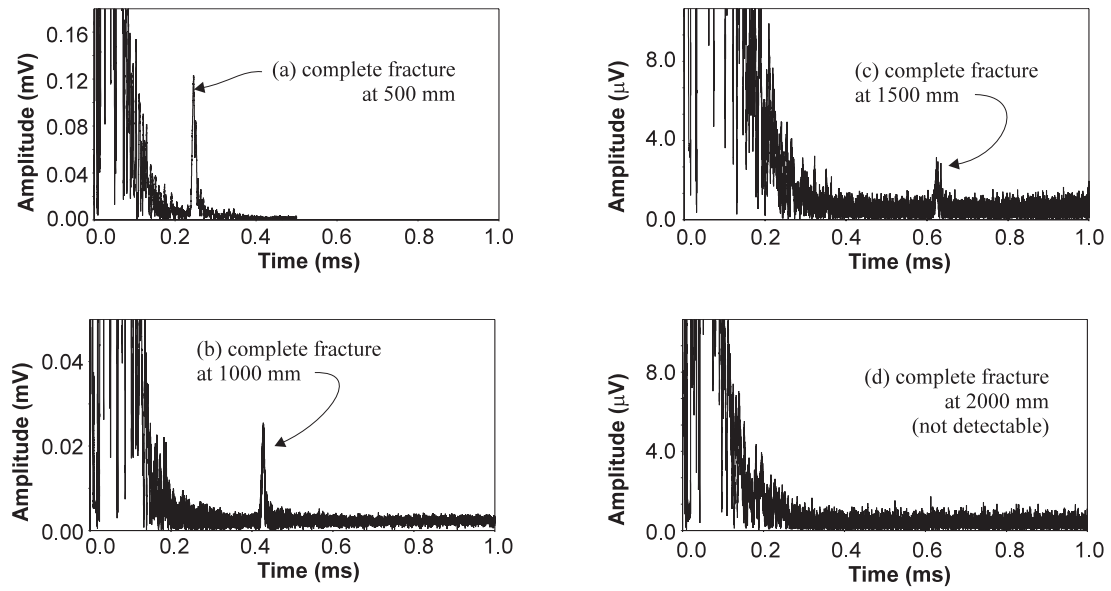 Amplitude (mV)
0.16
0.12
0.08
0.04
0.00
(a) complete fracture
at 500 mm
0.0 0.2 0.4 0.6 0.8 1.0
Time (ms)
Amplitude (mV)
0.04
0.02
0.00
(b) complete fracture
at 1000 mm
0.0 0.2 0.4 0.6 0.8 1.0
Time (ms)
Amplitude (μV)
8.0
4.0
0.0
(c) complete fracture
at 1500 mm
0.0 0.2 0.4 0.6 0.8 1.0
Time (ms)
Amplitude (μV)
8.0
4.0
0.0
(d) complete fracture
at 2000 mm
(not detectable)
0.0 0.2 0.4 0.6 0.8 1.0
Time (ms)